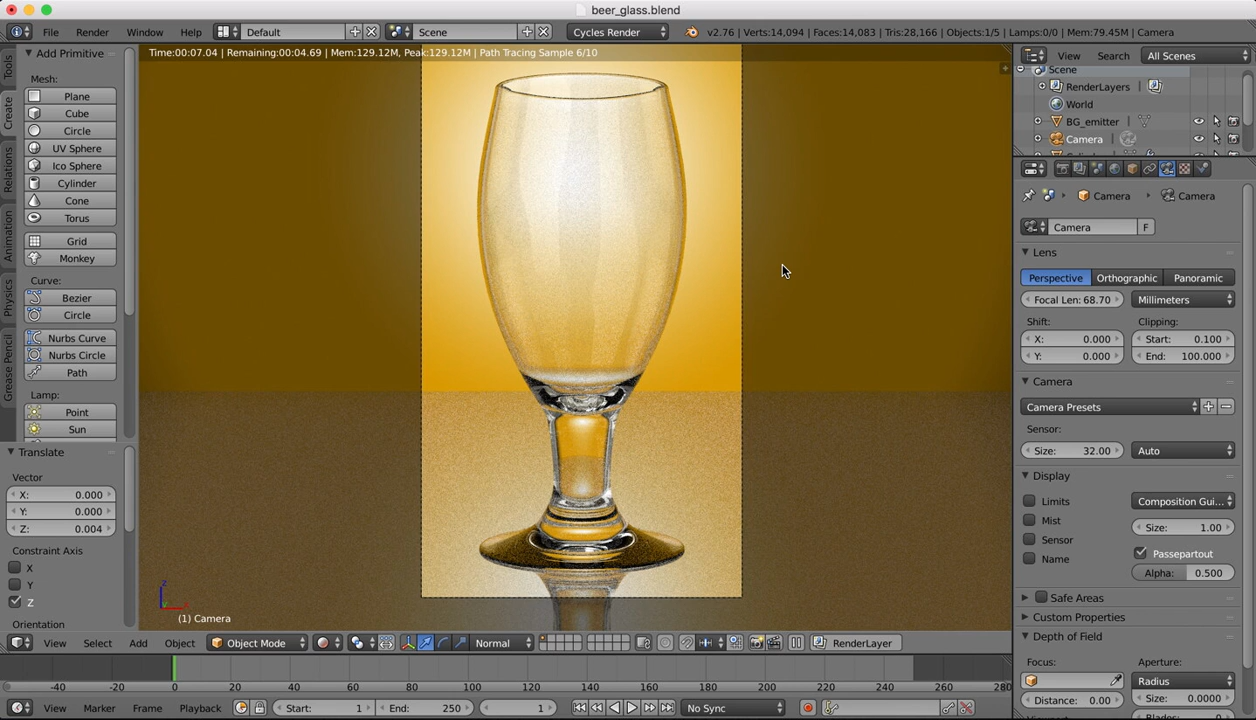 beer_glass.blend
File Render Window Help Default Scene Cycles Render v2.76 | Verts:14,094 | Faces:14,083 | Tris:28,166 | Objects:1/5 | Lamps:0/0 | Mem:79.45M | Camera
Time:00:07.04 | Remaining:00:04.69 | Mem:129.12M, Peak:129.12M | Path Tracing Sample 6/10
Tools
Create
Relations
Animation
Physics
Grease Pencil
Add Primitive
Mesh:
Plane
Cube
Circle
UV Sphere
Ico Sphere
Cylinder
Cone
Torus
Grid
Monkey
Curve:
Bezier
Circle
Nurbs Curve
Nurbs Circle
Path
Lamp:
Point
Sun
Translate
Vector
X: 0.000
Y: 0.000
Z: 0.004
Constraint Axis
X
Y
Z
Orientation
z
(1) Camera
View Select Add Object Object Mode Normal RenderLayer
-40 -20 0 20 40 60 80 100 120 140 160 180 200 220 240 260 280
View Marker Frame Playback Start: 1 End: 250 1 No Sync
View Search All Scenes
Scene
RenderLayers
World
BG_emitter
Camera
Camera Camera
Camera F
Lens
Perspective Orthographic Panoramic
Focal Len: 68.70 Millimeters
Shift: Clipping:
X: 0.000 Start: 0.100
Y: 0.000 End: 100.000
Camera
Camera Presets
Sensor:
Size: 32.00 Auto
Display
Limits Composition Gui...
Mist Size: 1.00
Sensor
Passepartout
Name
Alpha: 0.500
Safe Areas
Custom Properties
Depth of Field
Focus: Aperture:
Radius
Distance: 0.00 Size: 0.0000